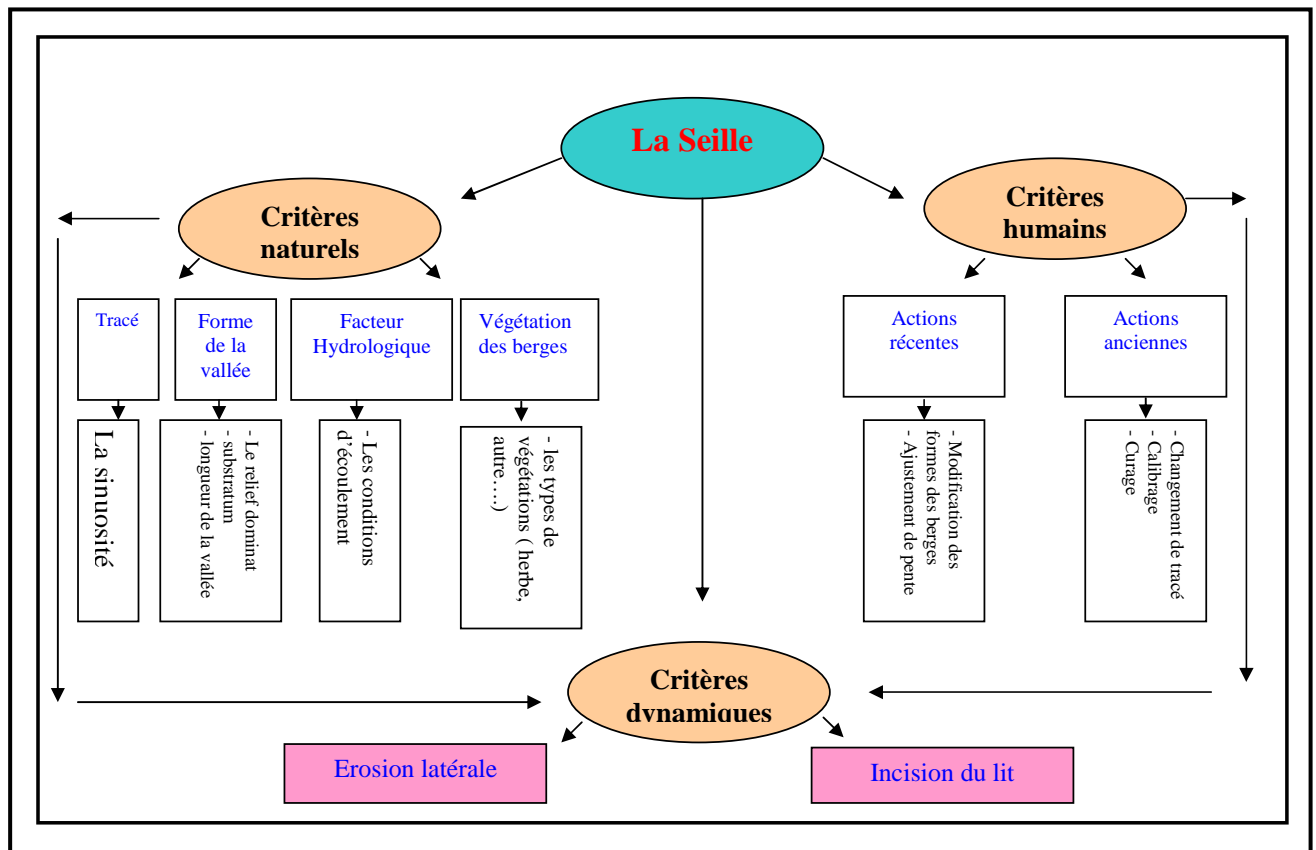 La Seille
Critères
naturels
Critères
humains
Tracé
Forme
de la
vallée
Facteur
Hydrologique
Végétation
des berges
Actions
récentes
Actions
anciennes
La sinuosité
- Le relief dominat
- substratum
- longueur de la vallée
- Les conditions
d'écoulement
- les types de
végétations ( herbe,
autre….)
- Modification des
formes des berges
- Ajustement de pente
- Changement de tracé
- Calibrage
- Curage
Critères
dynamiques
Erosion latérale
Incision du lit